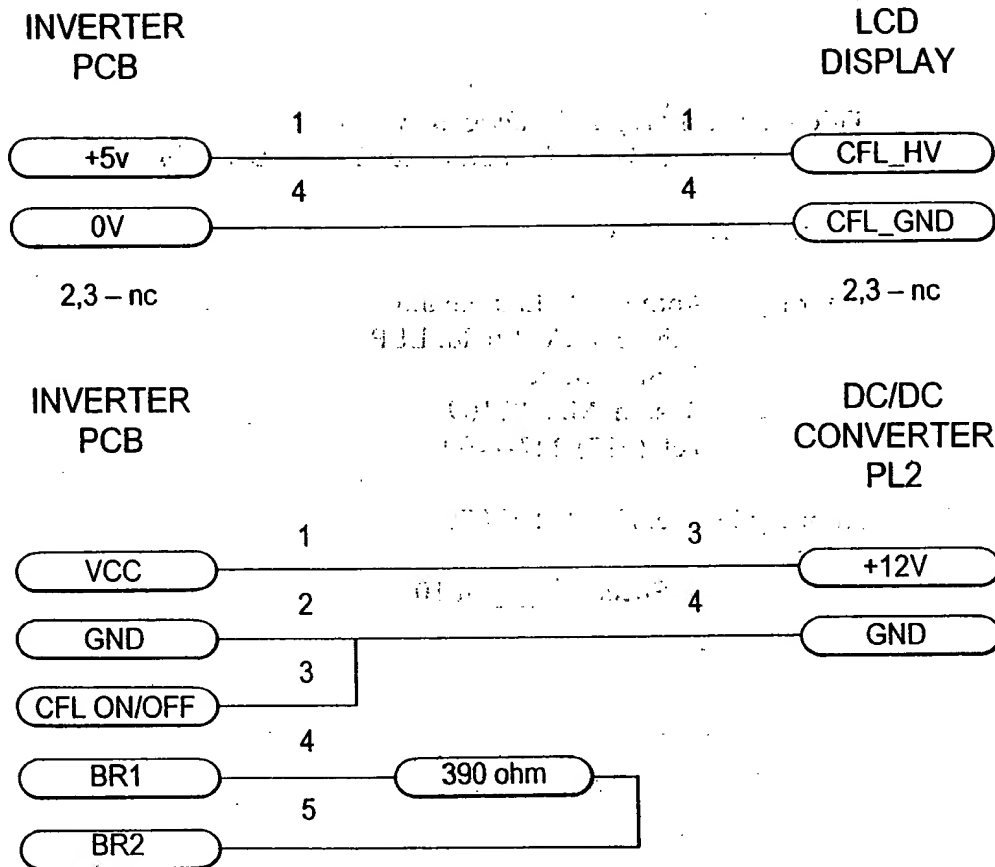 INVERTER
PCB
LCD
DISPLAY
1 1
+5v CFL_HV
4 4
0V CFL_GND
2,3 – nc 2,3 – nc
INVERTER
PCB
DC/DC
CONVERTER
PL2
1 3
VCC +12V
2 4
GND GND
3
CFL ON/OFF
4
BR1 390 ohm
5
BR2